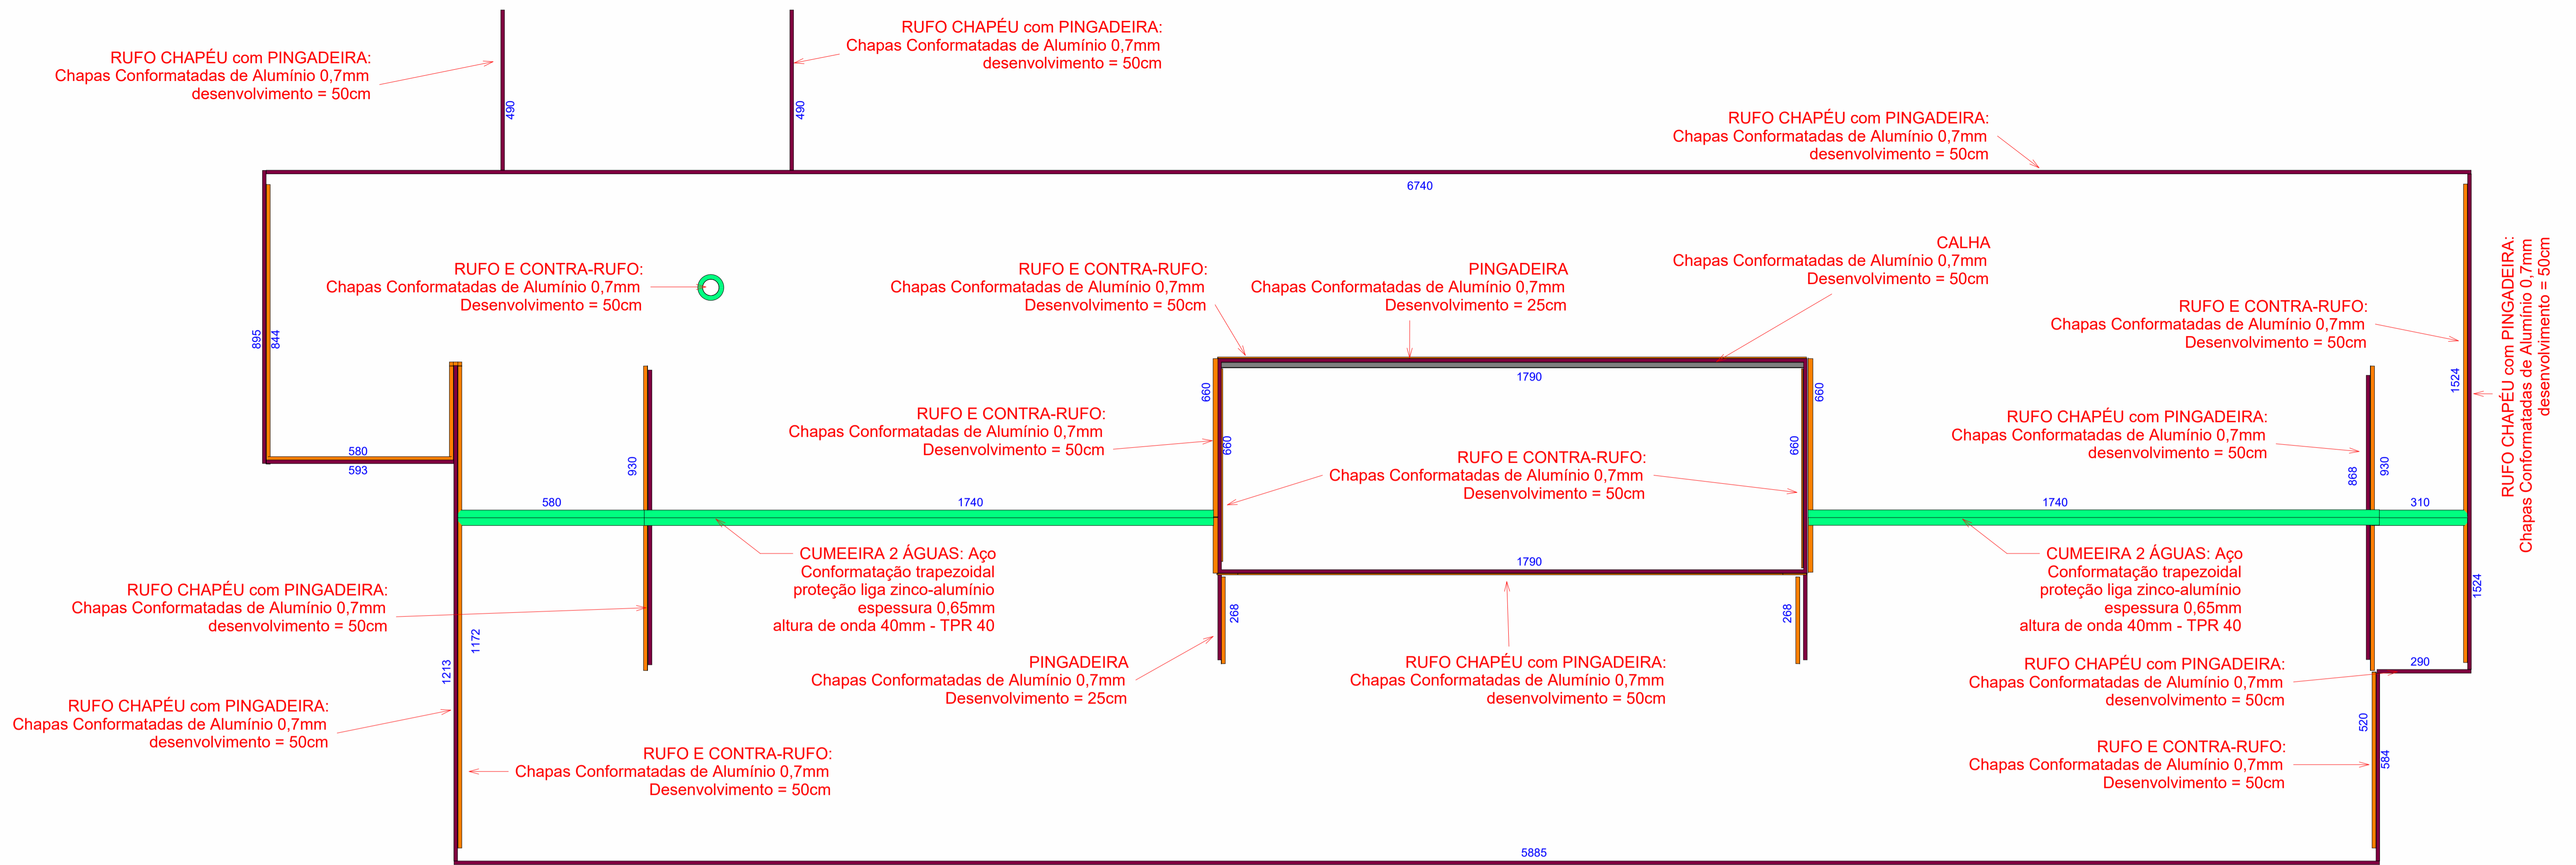 RUFO CHAPÉU com PINGADEIRA:
Chapas Conformatadas de Alumínio 0,7mm
desenvolvimento = 50cm
490
RUFO CHAPÉU com PINGADEIRA:
Chapas Conformatadas de Alumínio 0,7mm
desenvolvimento = 50cm
490
RUFO CHAPÉU com PINGADEIRA:
Chapas Conformatadas de Alumínio 0,7mm
desenvolvimento = 50cm
6740
RUFO E CONTRA-RUFO:
Chapas Conformatadas de Alumínio 0,7mm
Desenvolvimento = 50cm
RUFO E CONTRA-RUFO:
Chapas Conformatadas de Alumínio 0,7mm
Desenvolvimento = 50cm
PINGADEIRA
Chapas Conformatadas de Alumínio 0,7mm
Desenvolvimento = 25cm
CALHA
Chapas Conformatadas de Alumínio 0,7mm
Desenvolvimento = 50cm
RUFO E CONTRA-RUFO:
Chapas Conformatadas de Alumínio 0,7mm
Desenvolvimento = 50cm
RUFO CHAPÉU com PINGADEIRA:
Chapas Conformatadas de Alumínio 0,7mm
desenvolvimento = 50cm
895
844
1790
660
660
1524
RUFO E CONTRA-RUFO:
Chapas Conformatadas de Alumínio 0,7mm
Desenvolvimento = 50cm
RUFO CHAPÉU com PINGADEIRA:
Chapas Conformatadas de Alumínio 0,7mm
desenvolvimento = 50cm
580
593
930
660
660
RUFO E CONTRA-RUFO:
Chapas Conformatadas de Alumínio 0,7mm
Desenvolvimento = 50cm
868
930
580
1740
1740
310
CUMEEIRA 2 ÁGUAS: Aço
Conformatação trapezoidal
proteção liga zinco-alumínio
espessura 0,65mm
altura de onda 40mm - TPR 40
1790
CUMEEIRA 2 ÁGUAS: Aço
Conformatação trapezoidal
proteção liga zinco-alumínio
espessura 0,65mm
altura de onda 40mm - TPR 40
1524
RUFO CHAPÉU com PINGADEIRA:
Chapas Conformatadas de Alumínio 0,7mm
desenvolvimento = 50cm
1172
1213
268
268
PINGADEIRA
Chapas Conformatadas de Alumínio 0,7mm
Desenvolvimento = 25cm
RUFO CHAPÉU com PINGADEIRA:
Chapas Conformatadas de Alumínio 0,7mm
desenvolvimento = 50cm
RUFO CHAPÉU com PINGADEIRA:
Chapas Conformatadas de Alumínio 0,7mm
desenvolvimento = 50cm
290
RUFO CHAPÉU com PINGADEIRA:
Chapas Conformatadas de Alumínio 0,7mm
desenvolvimento = 50cm
520
584
RUFO E CONTRA-RUFO:
Chapas Conformatadas de Alumínio 0,7mm
Desenvolvimento = 50cm
RUFO E CONTRA-RUFO:
Chapas Conformatadas de Alumínio 0,7mm
Desenvolvimento = 50cm
5885